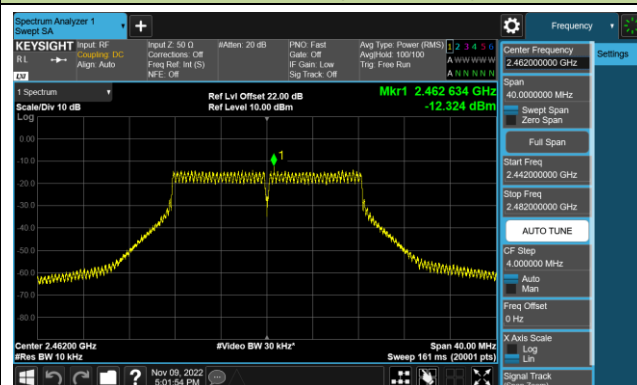 Spectrum Analyzer 1
Swept SA
Frequency
KEYSIGHT
RL
LXI
Input: RF
Coupling: DC
Align: Auto
Input Z: 50 Ω
Corrections: Off
Freq Ref: Int (S)
NFE: Off
#Atten: 20 dB
PNO: Fast
Gate: Off
IF Gain: Low
Sig Track: Off
Avg Type: Power (RMS)
Avg|Hold: 100/100
Trig: Free Run
1 2 3 4 5 6
A W W W W W
A N N N N N
1 Spectrum
Scale/Div 10 dB
Log
Ref Lvl Offset 22.00 dB
Ref Level 10.00 dBm
Mkr1 2.462 634 GHz
-12.324 dBm
1
0.00
-10.0
-20.0
-30.0
-40.0
-50.0
-60.0
-70.0
-80.0
Center 2.46200 GHz
#Res BW 10 kHz
#Video BW 30 kHz*
Span 40.00 MHz
Sweep 161 ms (20001 pts)
Nov 09, 2022
5:01:54 PM
Center Frequency
2.462000000 GHz
Settings
Span
40.0000000 MHz
Swept Span
Zero Span
Full Span
Start Freq
2.442000000 GHz
Stop Freq
2.482000000 GHz
AUTO TUNE
CF Step
4.000000 MHz
Auto
Man
Freq Offset
0 Hz
X Axis Scale
Log
Lin
Signal Track